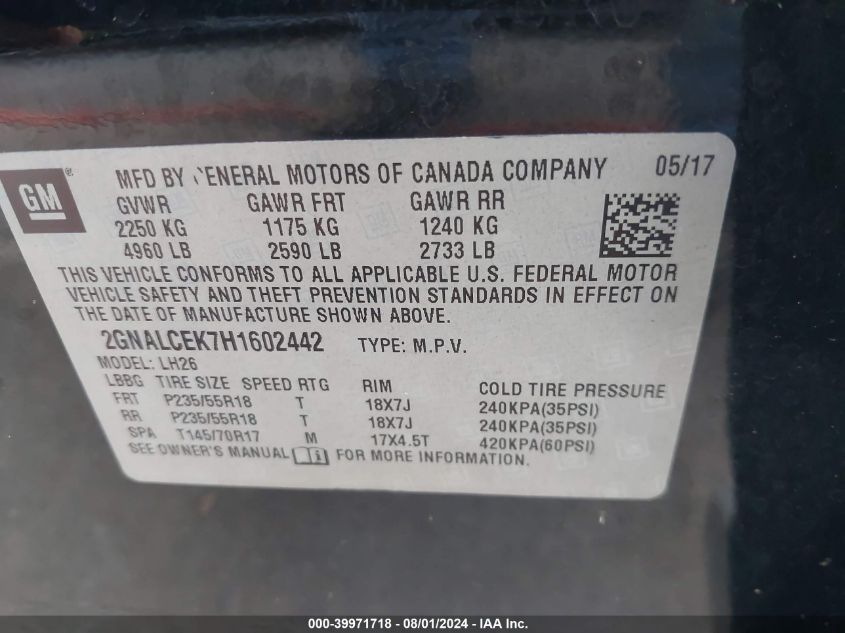 GM ®
MFD BY GENERAL MOTORS OF CANADA COMPANY 05/17
GVWR GAWR FRT GAWR RR
2250 KG 1175 KG 1240 KG
4960 LB 2590 LB 2733 LB
THIS VEHICLE CONFORMS TO ALL APPLICABLE U.S. FEDERAL MOTOR
VEHICLE SAFETY AND THEFT PREVENTION STANDARDS IN EFFECT ON
THE DATE OF MANUFACTURE SHOWN ABOVE.
2GNALCEK7H1602442 TYPE: M.P.V.
MODEL: LH26
LBBG TIRE SIZE SPEED RTG RIM COLD TIRE PRESSURE
FRT P235/55R18 T 18X7J 240KPA(35PSI)
RR P235/55R18 T 18X7J 240KPA(35PSI)
SPA T145/70R17 M 17X4.5T 420KPA(60PSI)
SEE OWNER'S MANUAL i FOR MORE INFORMATION.
000-39971718 - 08/01/2024 - IAA Inc.